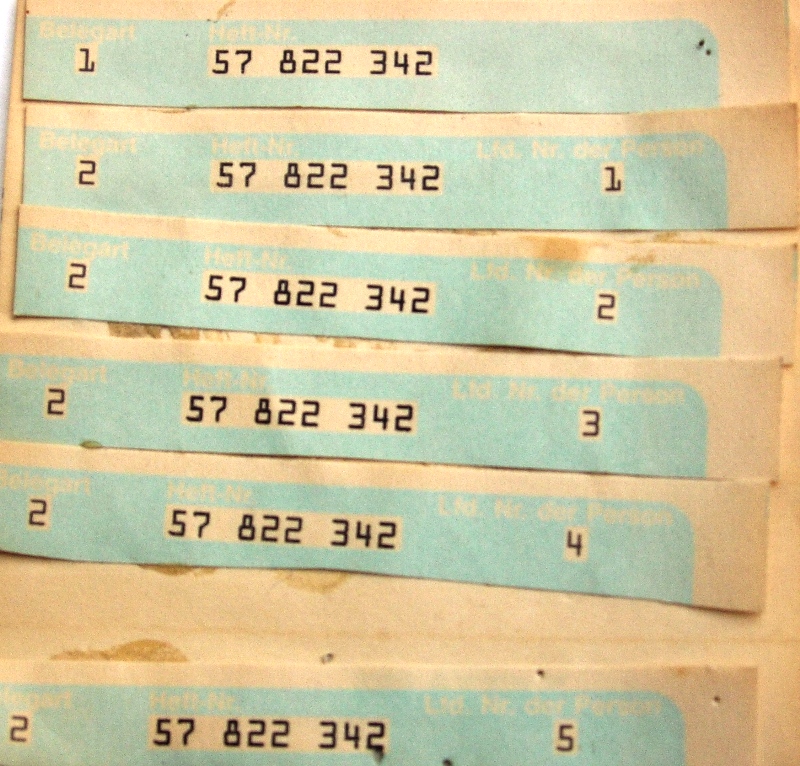 Belegart Heft-Nr.
1 57 822 342
Belegart Heft-Nr. Lfd. Nr. der Person
2 57 822 342 1
Belegart Heft-Nr. Lfd. Nr. der Person
2 57 822 342 2
Belegart Heft-Nr. Lfd. Nr. der Person
2 57 822 342 3
Belegart Heft-Nr. Lfd. Nr. der Person
2 57 822 342 4
Belegart Heft-Nr. Lfd. Nr. der Person
2 57 822 342 5